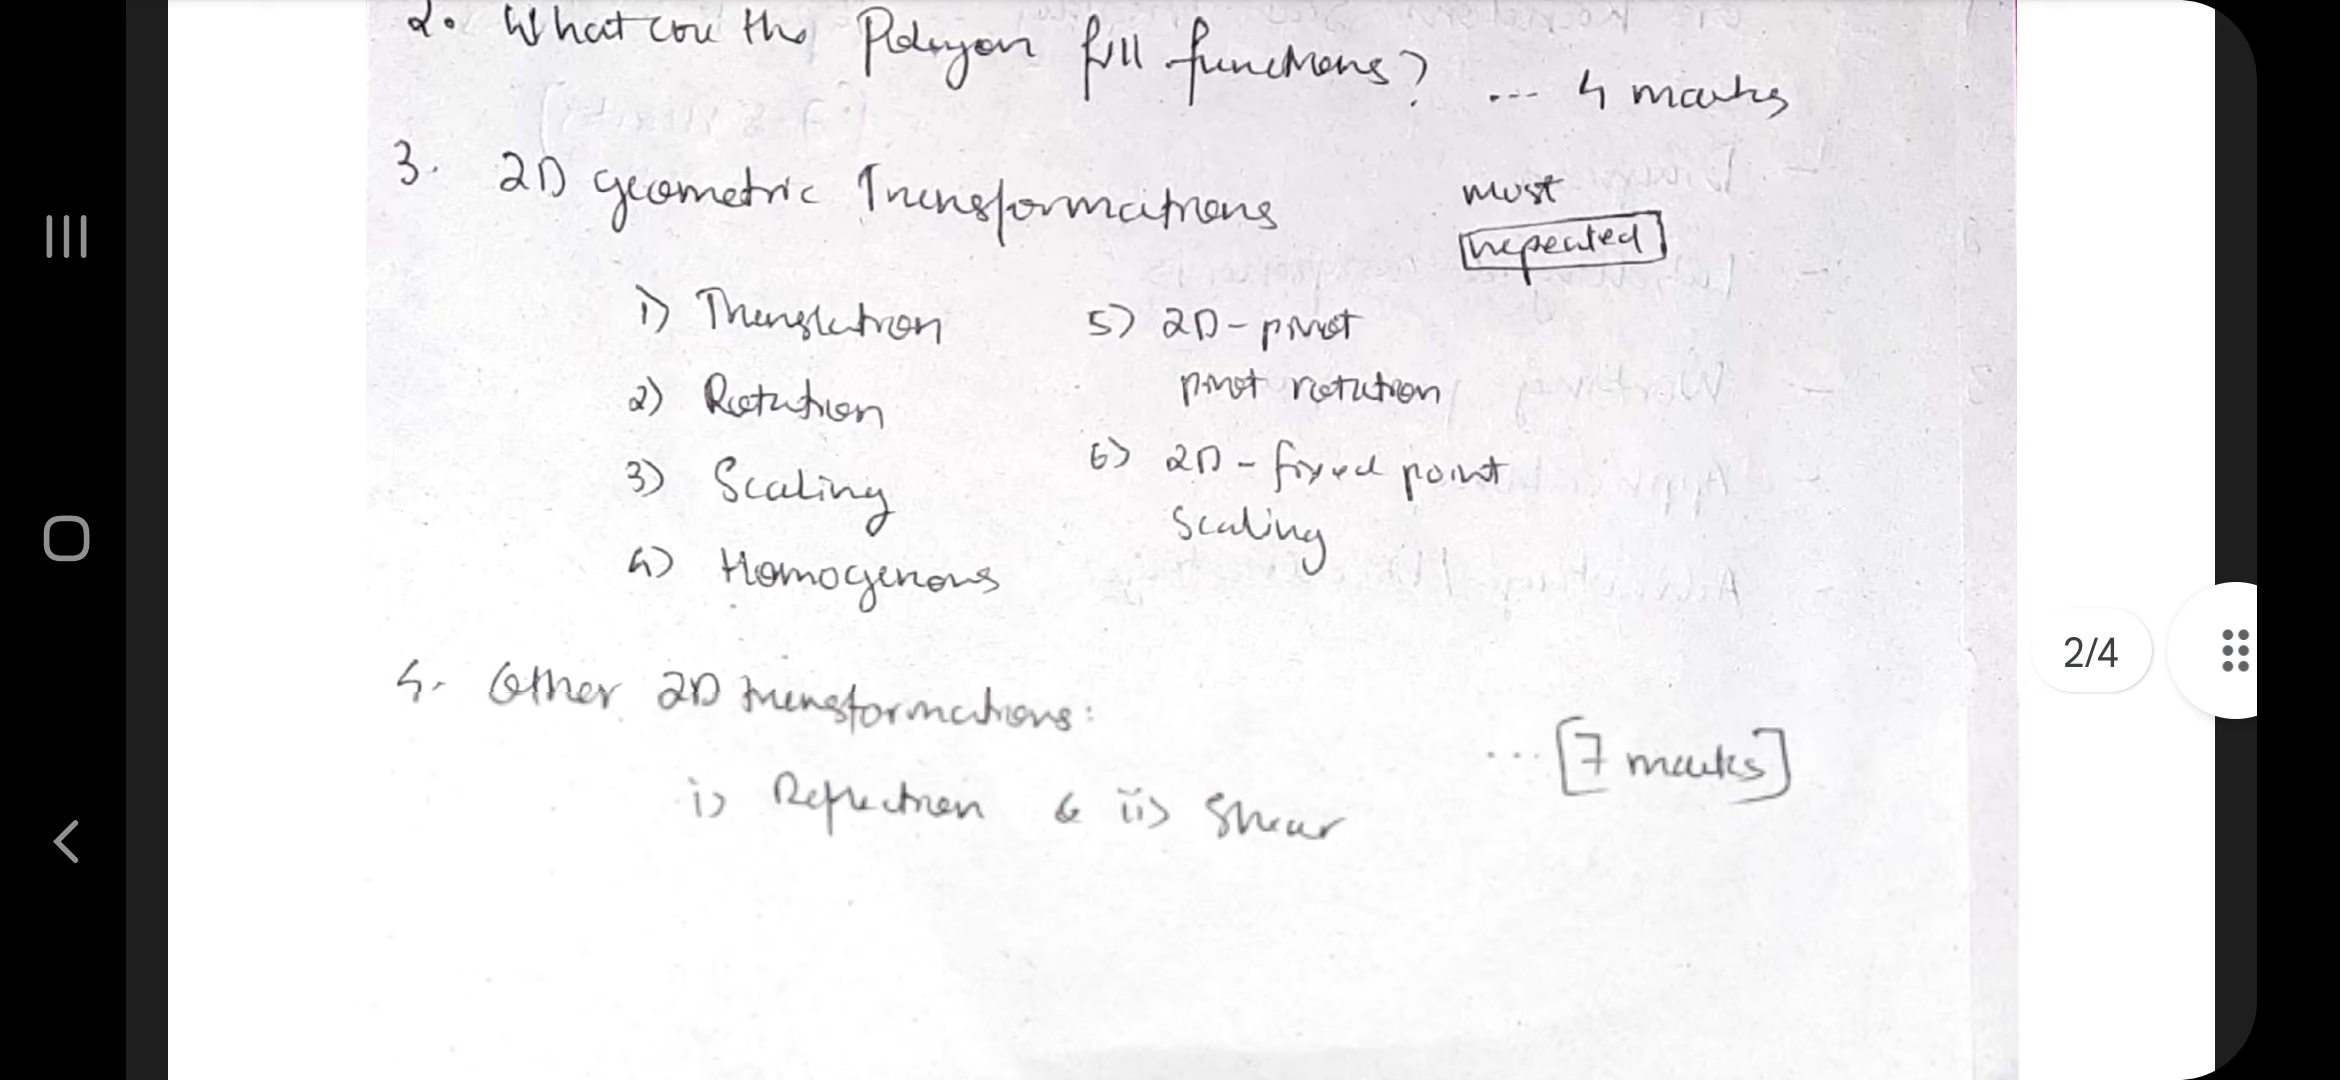 2. What are the Polygon fill functions? ... 4 marks
3. 2D geometric Transformations
most
repeated
1) Translation
2) Rotation
3) Scaling
4) Homogenous
5) 2D-pivot
pivot rotation
6) 2D - fixed point
scaling
4. Other 2D transformations:
... [7 marks]
i) Reflection & ii) Shear
2/4